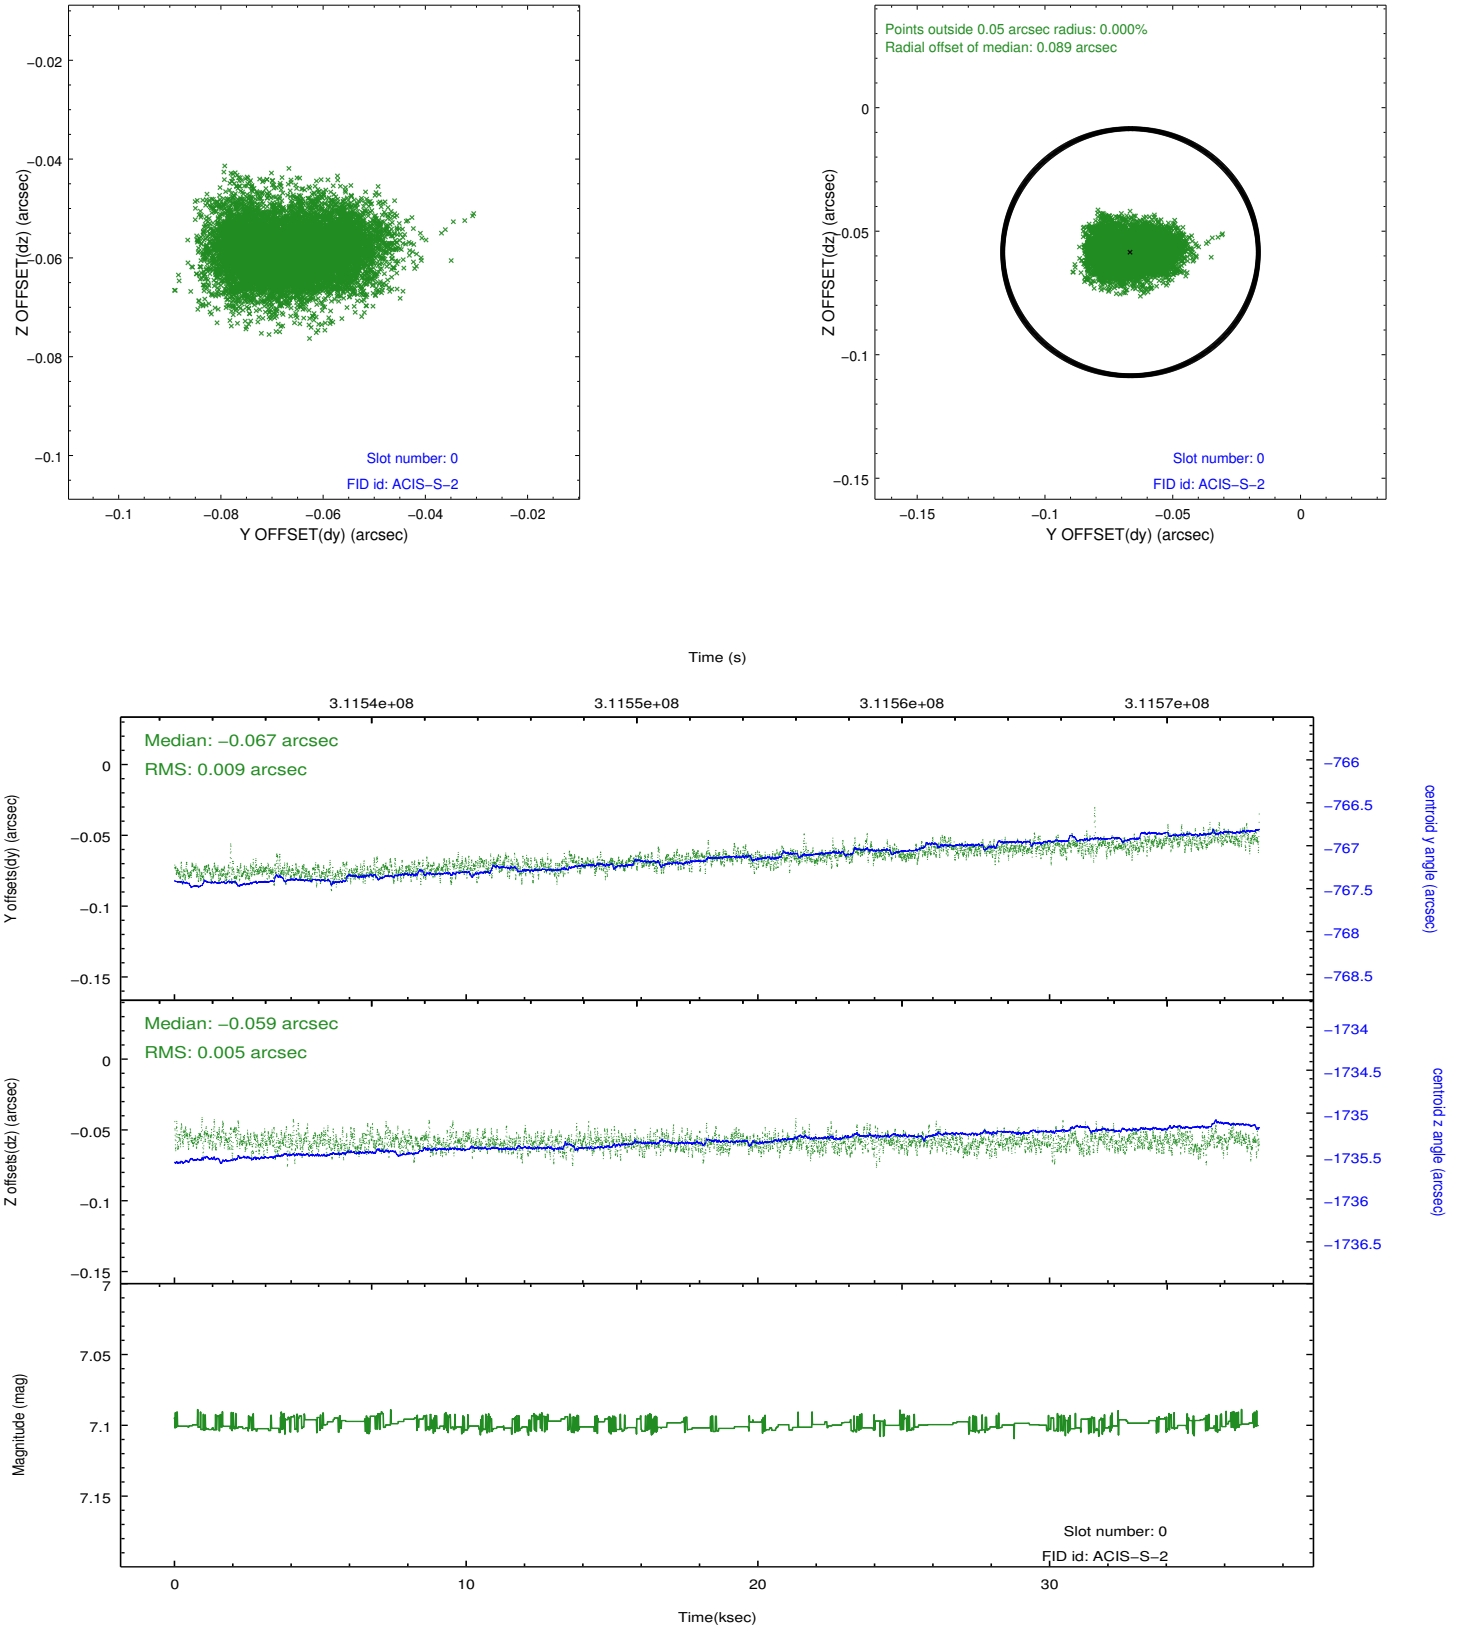 −0.02
−0.04
−0.06
−0.08
−0.1
Z OFFSET(dz) (arcsec)
Slot number: 0
FID id: ACIS−S−2
−0.1
−0.08
−0.06
−0.04
−0.02
Y OFFSET(dy) (arcsec)
Points outside 0.05 arcsec radius: 0.000%
Radial offset of median: 0.089 arcsec
0
−0.05
−0.1
−0.15
Z OFFSET(dz) (arcsec)
Slot number: 0
FID id: ACIS−S−2
−0.15
−0.1
−0.05
0
Y OFFSET(dy) (arcsec)
Time (s)
3.1154e+08
3.1155e+08
3.1156e+08
3.1157e+08
Median: −0.067 arcsec
RMS: 0.009 arcsec
0
−0.05
−0.1
−0.15
Y offsets(dy) (arcsec)
−766
−766.5
−767
−767.5
−768
−768.5
centroid y angle (arcsec)
Median: −0.059 arcsec
RMS: 0.005 arcsec
0
−0.05
−0.1
−0.15
Z offsets(dz) (arcsec)
−1734
−1734.5
−1735
−1735.5
−1736
−1736.5
centroid z angle (arcsec)
7
7.05
7.1
7.15
Magnitude (mag)
Slot number: 0
FID id: ACIS−S−2
0
10
20
30
Time(ksec)